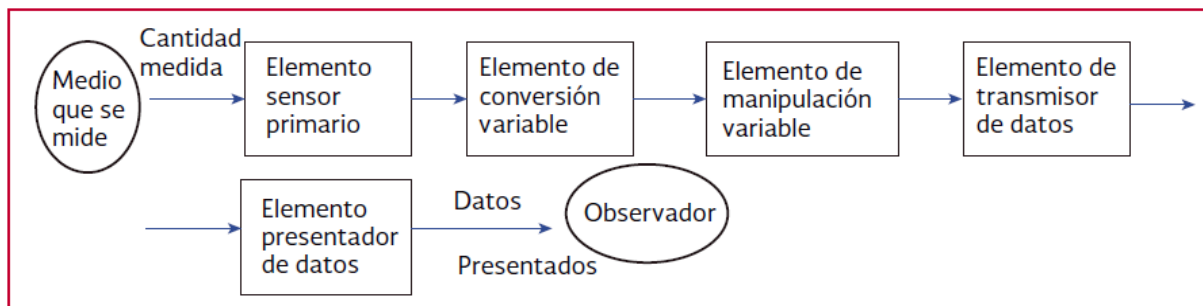 Cantidad
medida
Medio
que se
mide
Elemento
sensor
primario
Elemento de
conversión
variable
Elemento de
manipulación
variable
Elemento de
transmisor
de datos
Elemento
presentador
de datos
Datos
Presentados
Observador